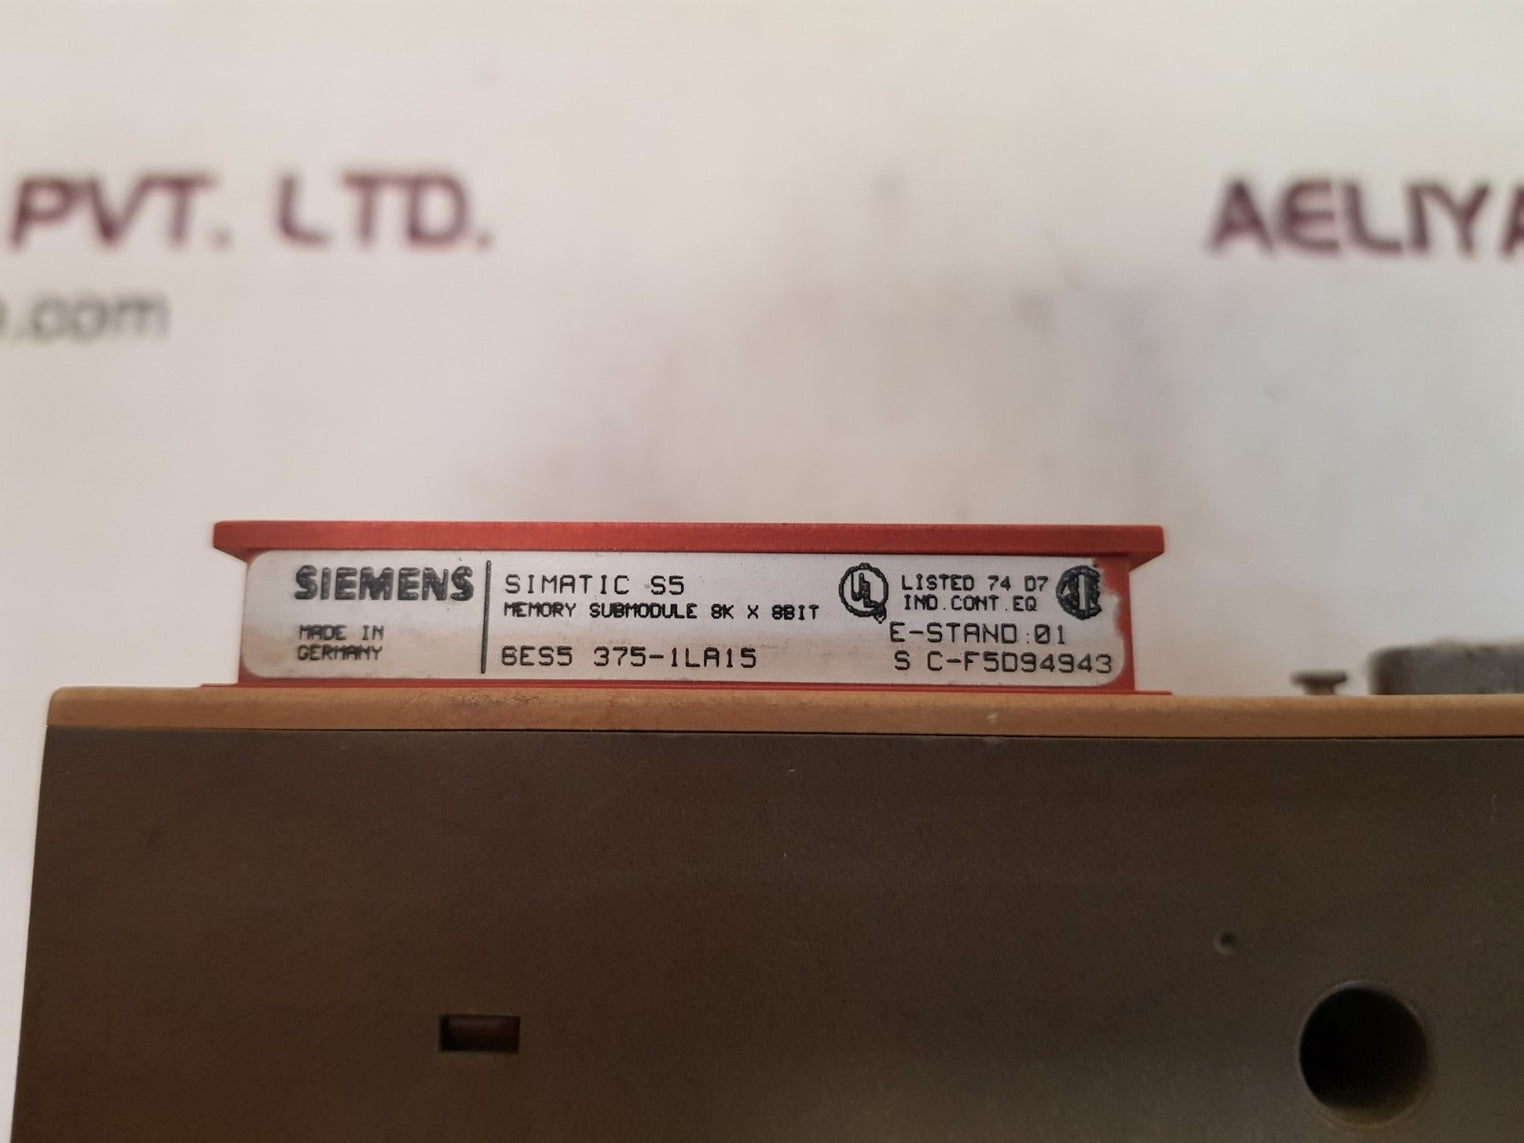 PVT. LTD.
AELIYA
.com
SIEMENS
MADE IN
GERMANY
SIMATIC S5
MEMORY SUBMODULE 8K X 8BIT
6ES5 375-1LA15
UL
LISTED 74 D7
IND.CONT.EQ
E-STAND:01
S C-F5D94943